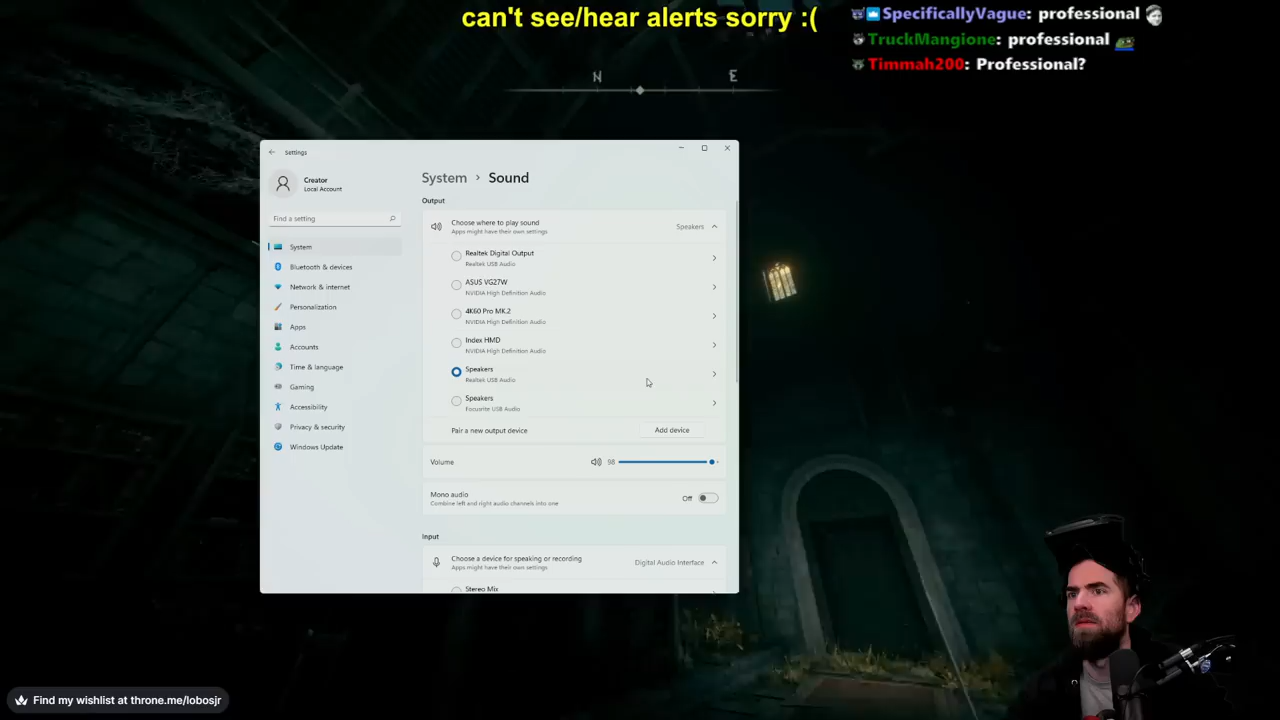 can't see/hear alerts sorry :(
SpecificallyVague: professional
TruckMangione: professional
Timmah200: Professional?
N
E
Settings
Creator
Local Account
Find a setting
System
Bluetooth & devices
Network & internet
Personalization
Apps
Accounts
Time & language
Gaming
Accessibility
Privacy & security
Windows Update
System > Sound
Output
Choose where to play sound
Apps might have their own settings
Speakers
Realtek Digital Output
Realtek USB Audio
ASUS VG27W
NVIDIA High Definition Audio
4K60 Pro MK.2
NVIDIA High Definition Audio
Index HMD
NVIDIA High Definition Audio
Speakers
Realtek USB Audio
Speakers
Focusrite USB Audio
Pair a new output device
Add device
Volume
98
Mono audio
Combine left and right audio channels into one
Off
Input
Choose a device for speaking or recording
Apps might have their own settings
Digital Audio Interface
Stereo Mix
Find my wishlist at throne.me/lobosjr